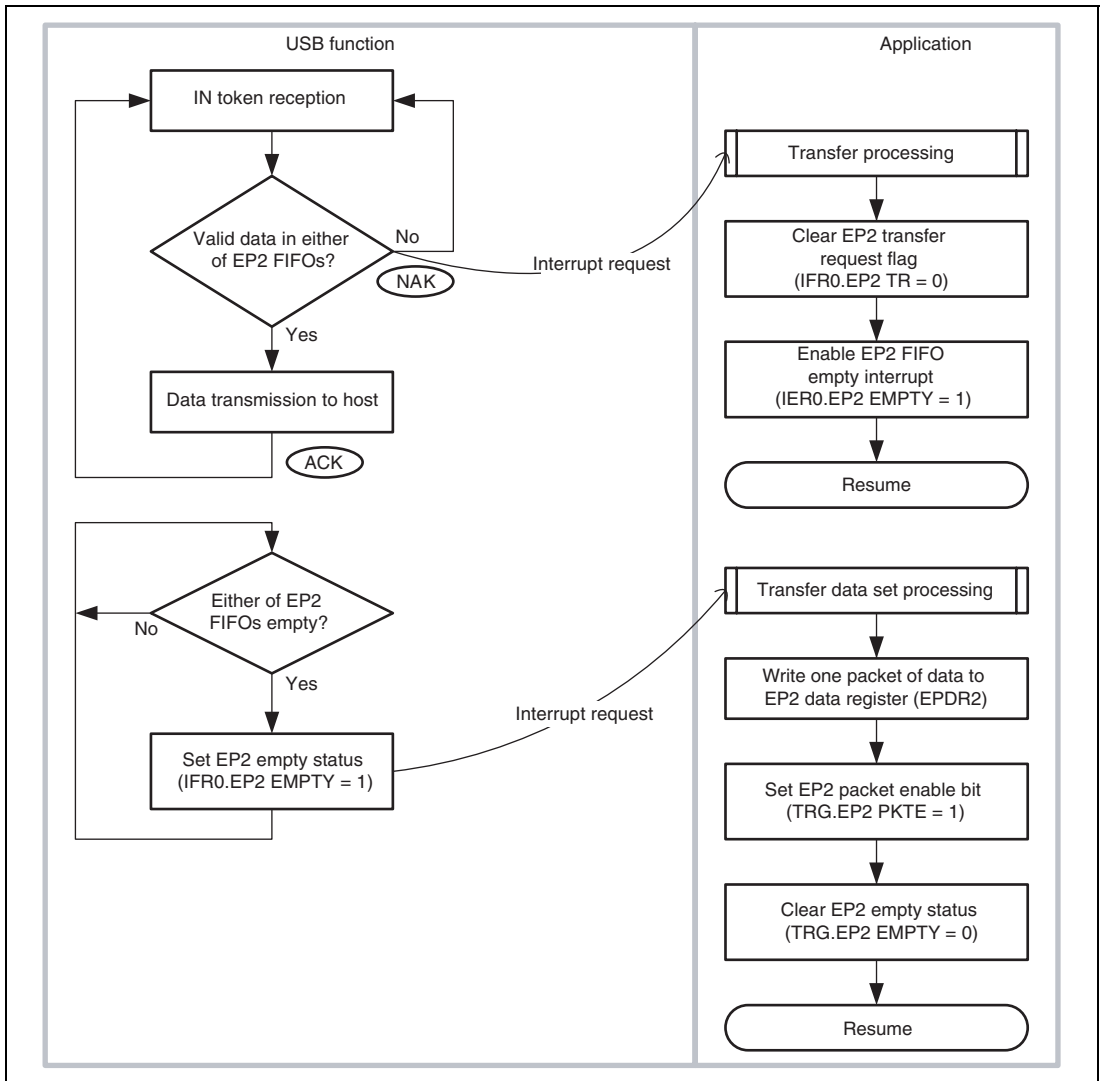 USB function
Application
IN token reception
Valid data in either
of EP2 FIFOs?
No
NAK
Interrupt request
Yes
Data transmission to host
ACK
Transfer processing
Clear EP2 transfer
request flag
(IFR0.EP2 TR = 0)
Enable EP2 FIFO
empty interrupt
(IER0.EP2 EMPTY = 1)
Resume
Either of EP2
FIFOs empty?
No
Yes
Set EP2 empty status
(IFR0.EP2 EMPTY = 1)
Interrupt request
Transfer data set processing
Write one packet of data to
EP2 data register (EPDR2)
Set EP2 packet enable bit
(TRG.EP2 PKTE = 1)
Clear EP2 empty status
(TRG.EP2 EMPTY = 0)
Resume